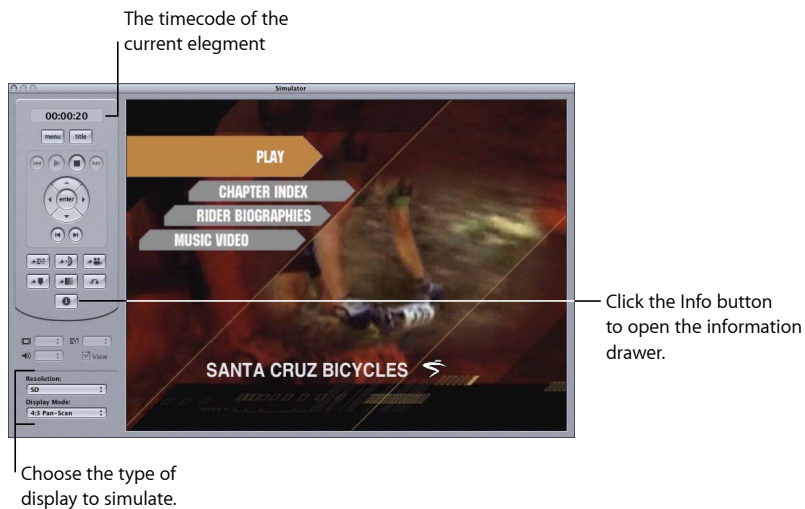 The timecode of the
current elegment
Simulator
00:00:20
menu
title
enter
PLAY
CHAPTER INDEX
RIDER BIOGRAPHIES
MUSIC VIDEO
SANTA CRUZ BICYCLES
View
Resolution:
SD
Display Mode:
4:3 Pan-Scan
Click the Info button
to open the information
drawer.
Choose the type of
display to simulate.